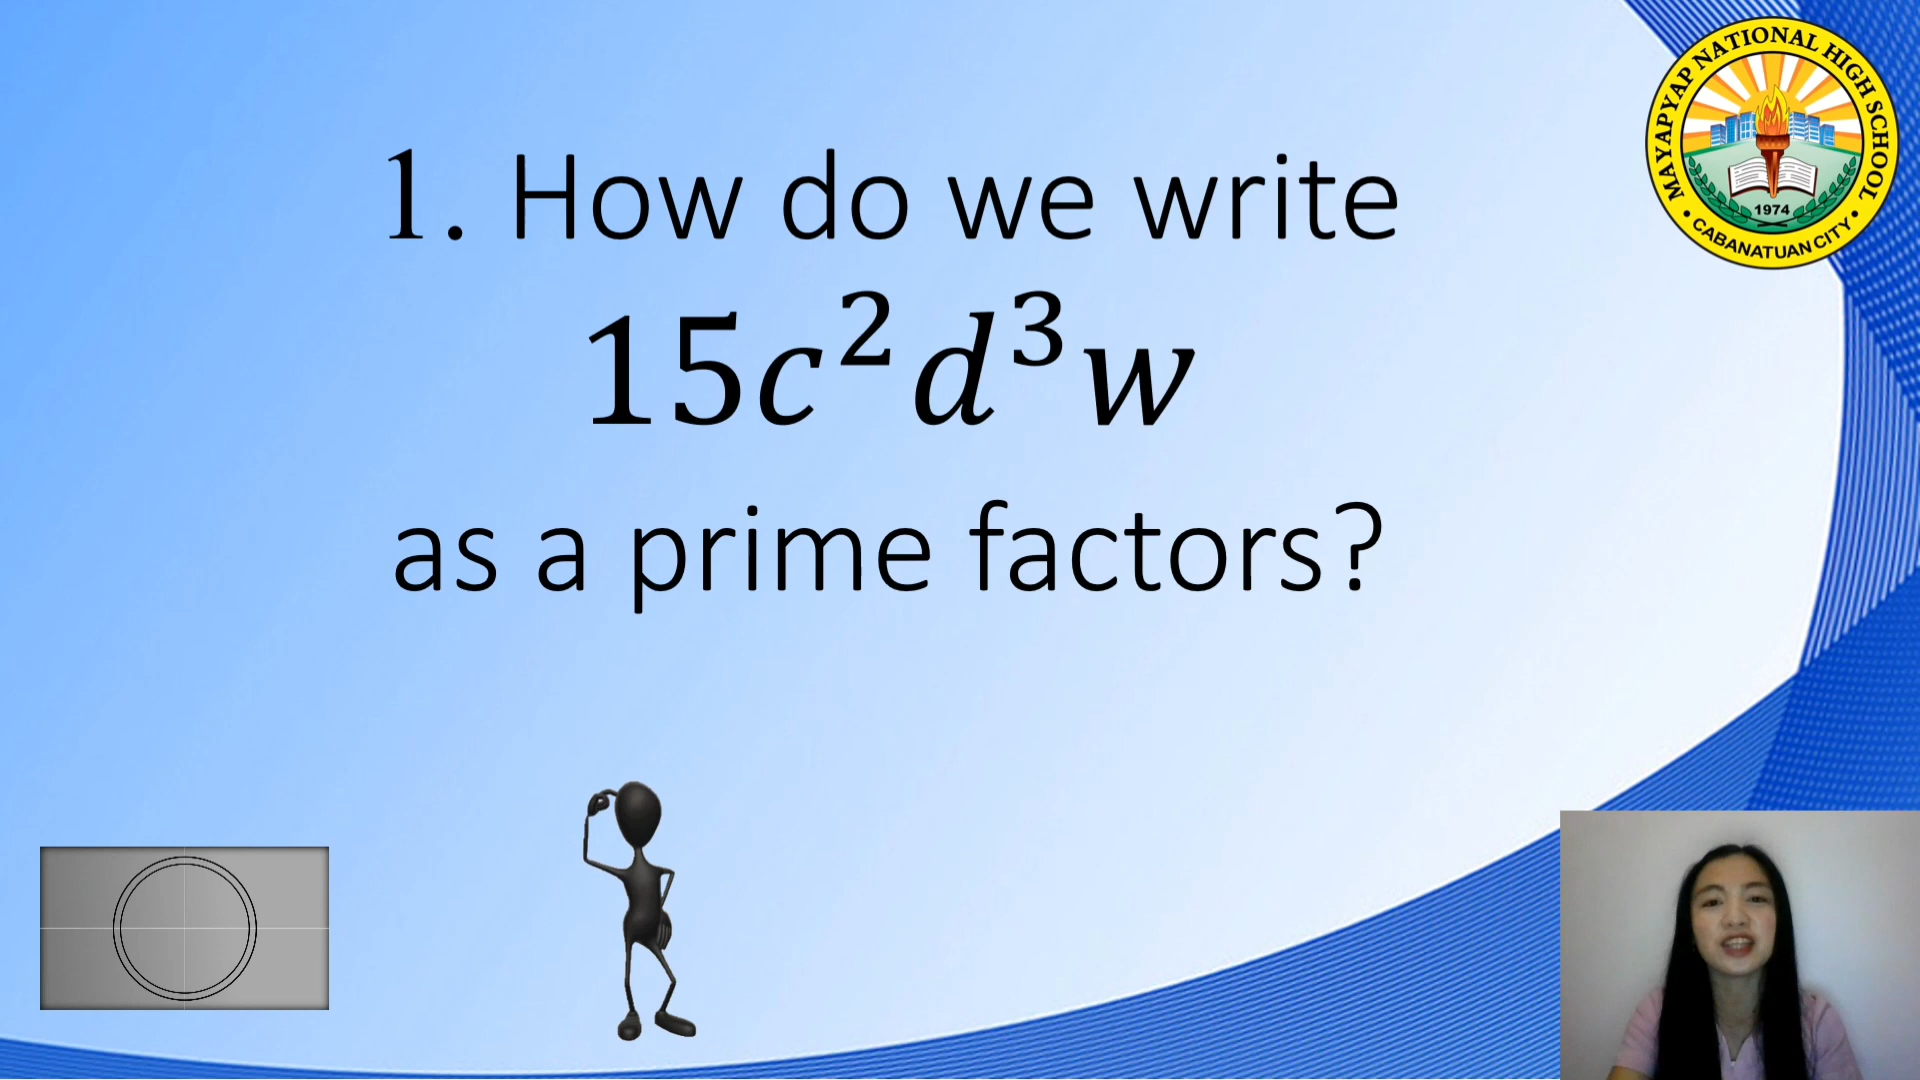 1. How do we write
15c²d³w
as a prime factors?
MAYAPYAP NATIONAL HIGH SCHOOL
1974
• CABANATUAN CITY •